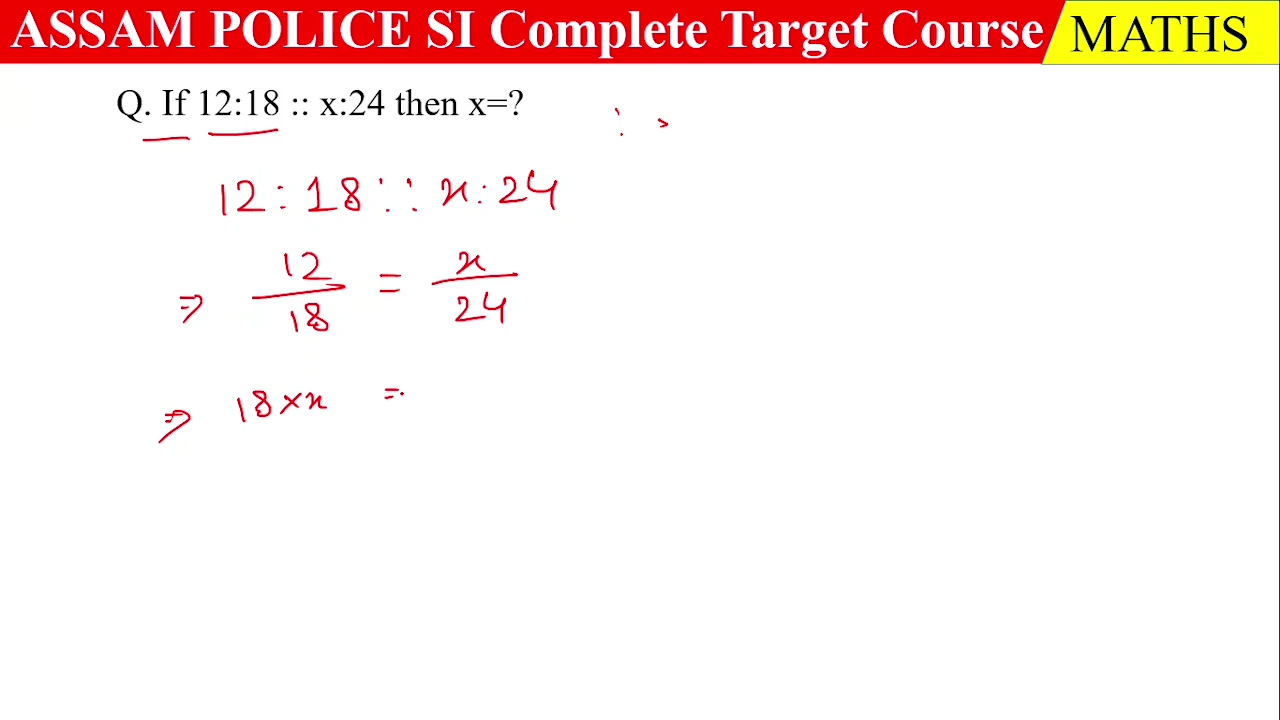 ASSAM POLICE SI Complete Target Course MATHS
Q. If 12:18 :: x:24 then x=?
12 : 18 :: x : 24
⇒ 12/18 = x/24
⇒ 18 × x =